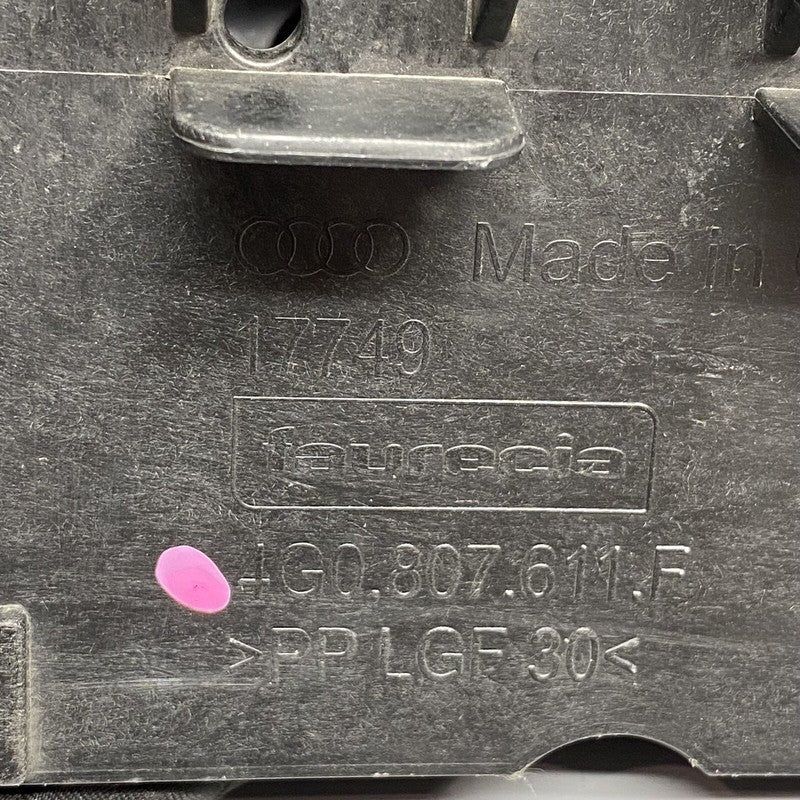 Made in
17749
faurecia
4G0.807.611.F
>PP LGF 30<